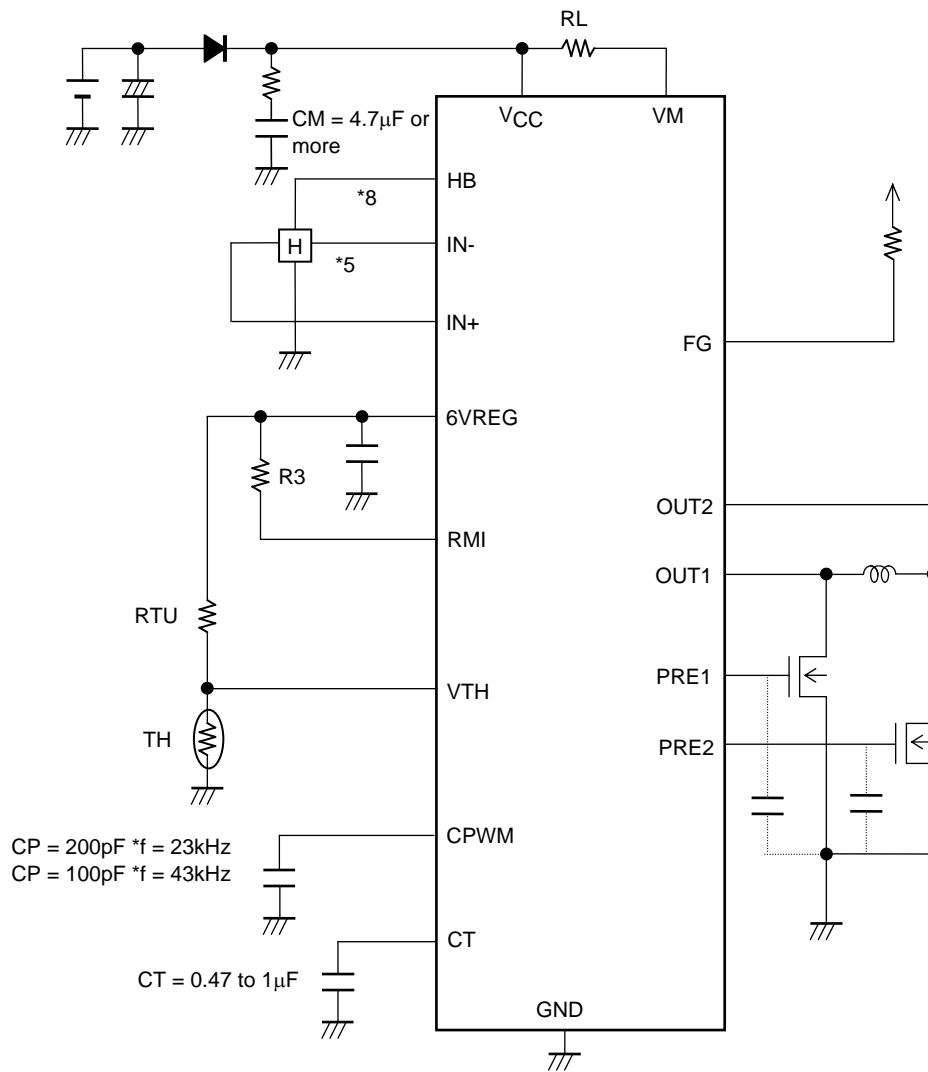 RL
VCC
VM
CM = 4.7μF or
more
HB
*8
H
IN-
*5
IN+
FG
6VREG
R3
OUT2
RMI
OUT1
RTU
PRE1
VTH
TH
PRE2
CPWM
CP = 200pF *f = 23kHz
CP = 100pF *f = 43kHz
CT
CT = 0.47 to 1μF
GND